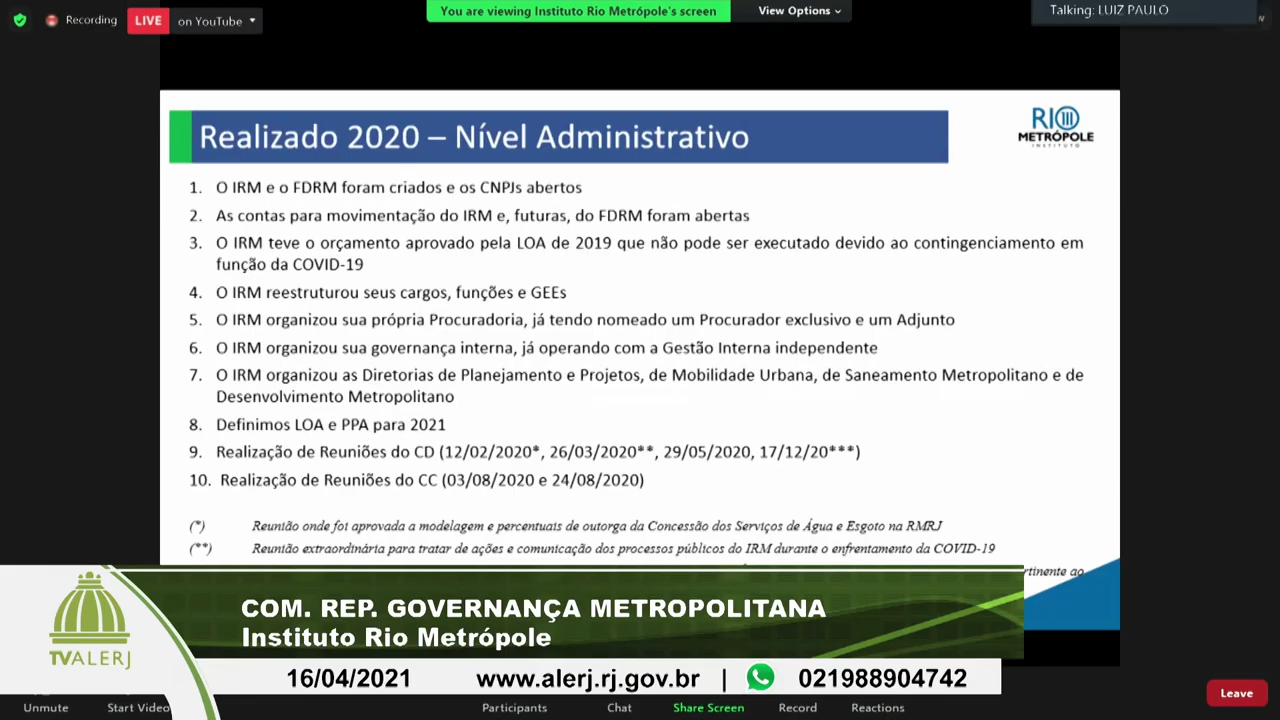 Recording
LIVE on YouTube
You are viewing Instituto Rio Metrópole's screen
View Options
Talking: LUIZ PAULO
Realizado 2020 – Nível Administrativo
RIO
METRÓPOLE
INSTITUTO
1. O IRM e o FDRM foram criados e os CNPJs abertos
2. As contas para movimentação do IRM e, futuras, do FDRM foram abertas
3. O IRM teve o orçamento aprovado pela LOA de 2019 que não pode ser executado devido ao contingenciamento em
função da COVID-19
4. O IRM reestruturou seus cargos, funções e GEEs
5. O IRM organizou sua própria Procuradoria, já tendo nomeado um Procurador exclusivo e um Adjunto
6. O IRM organizou sua governança interna, já operando com a Gestão Interna independente
7. O IRM organizou as Diretorias de Planejamento e Projetos, de Mobilidade Urbana, de Saneamento Metropolitano e de
Desenvolvimento Metropolitano
8. Definimos LOA e PPA para 2021
9. Realização de Reuniões do CD (12/02/2020*, 26/03/2020**, 29/05/2020, 17/12/20***)
10. Realização de Reuniões do CC (03/08/2020 e 24/08/2020)
(*) Reunião onde foi aprovada a modelagem e percentuais de outorga da Concessão dos Serviços de Água e Esgoto na RMRJ
(**) Reunião extraordinária para tratar de ações e comunicação dos processos públicos do IRM durante o enfrentamento da COVID-19
rtinente ao
COM. REP. GOVERNANÇA METROPOLITANA
Instituto Rio Metrópole
TVALERJ
16/04/2021 www.alerj.rj.gov.br | 021988904742
Leave
Unmute Start Video Participants Chat Share Screen Record Reactions